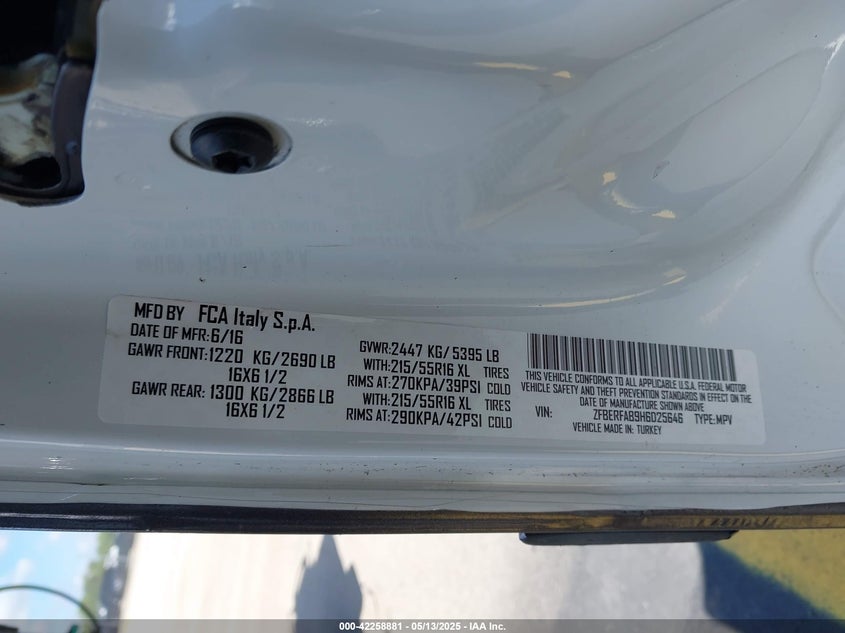 MFD BY FCA Italy S.p.A.
DATE OF MFR:6/16
GAWR FRONT:1220 KG/2690 LB
16X6 1/2
GAWR REAR: 1300 KG/2866 LB
16X6 1/2
GVWR:2447 KG/ 5395 LB
WITH:215/55R16 XL TIRES
RIMS AT:270KPA/39PSI COLD
WITH:215/55R16 XL TIRES
RIMS AT:290KPA/42PSI COLD
THIS VEHICLE CONFORMS TO ALL APPLICABLE U.S.A. FEDERAL MOTOR
VEHICLE SAFETY AND THEFT PREVENTION STANDARDS IN EFFECT ON THE
DATE OF MANUFACTURE SHOWN ABOVE
VIN: ZFBERFAB9H6D25646 TYPE:MPV
VEHICLE MADE IN: TURKEY
000-42258881 - 05/13/2025 - IAA Inc.